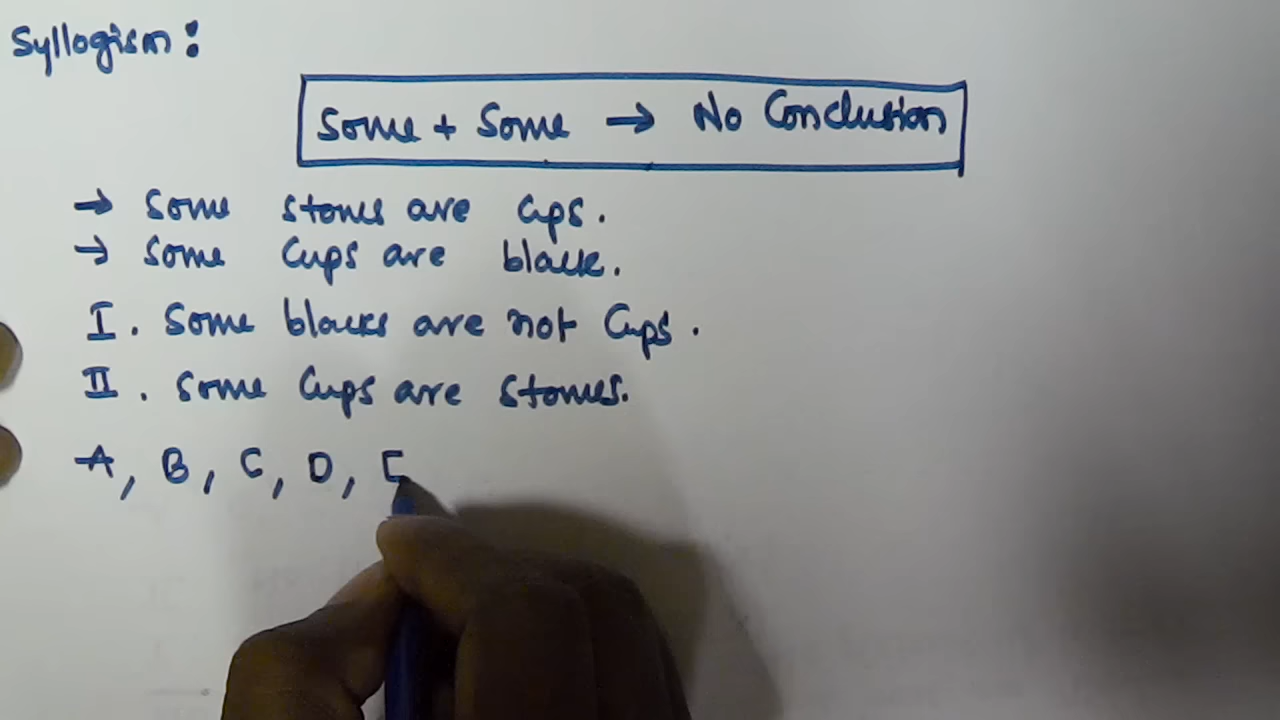 Syllogism:
Some + Some → No Conclusion
→ Some stones are Cups.
→ Some Cups are black.
I. Some blacks are not Cups.
II. Some Cups are Stones.
A, B, C, D, E